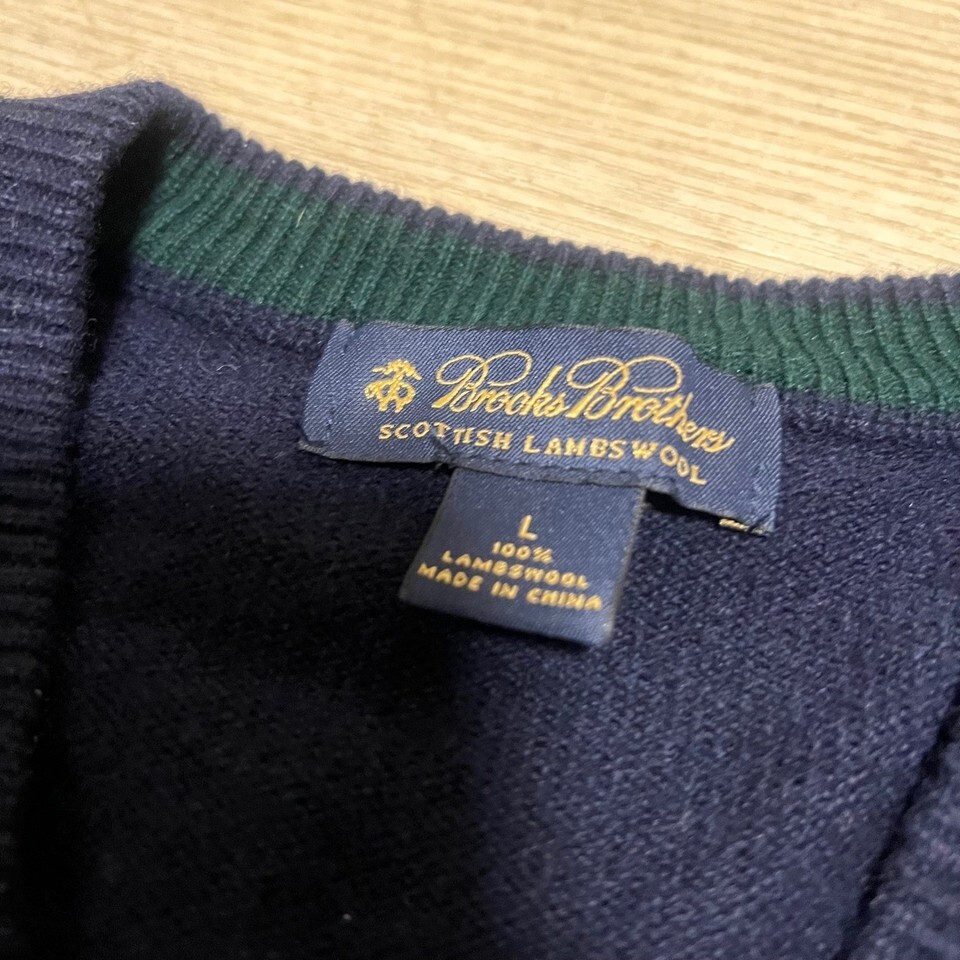 Brooks Brothers
SCOTTISH LAMBSWOOL
L
100%
LAMBSWOOL
MADE IN CHINA